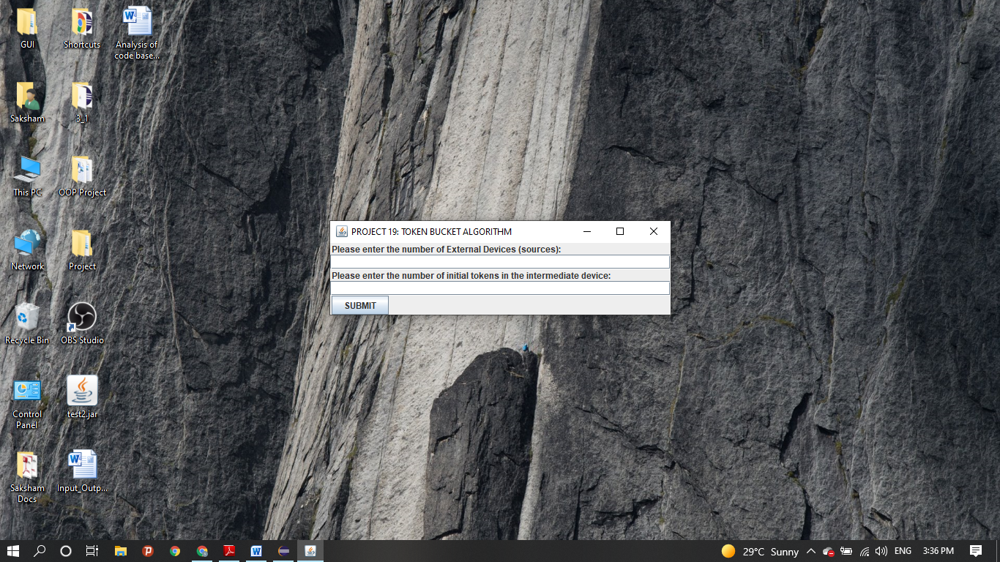 GUI
Shortcuts
Analysis of
code base...
Saksham
3_1
This PC
OOP Project
Network
Project
Recycle Bin
OBS Studio
Control
Panel
test2.jar
Saksham
Docs
Input_Outp...
PROJECT 19: TOKEN BUCKET ALGORITHM
Please enter the number of External Devices (sources):
Please enter the number of initial tokens in the intermediate device:
SUBMIT
29°C Sunny
ENG
3:36 PM